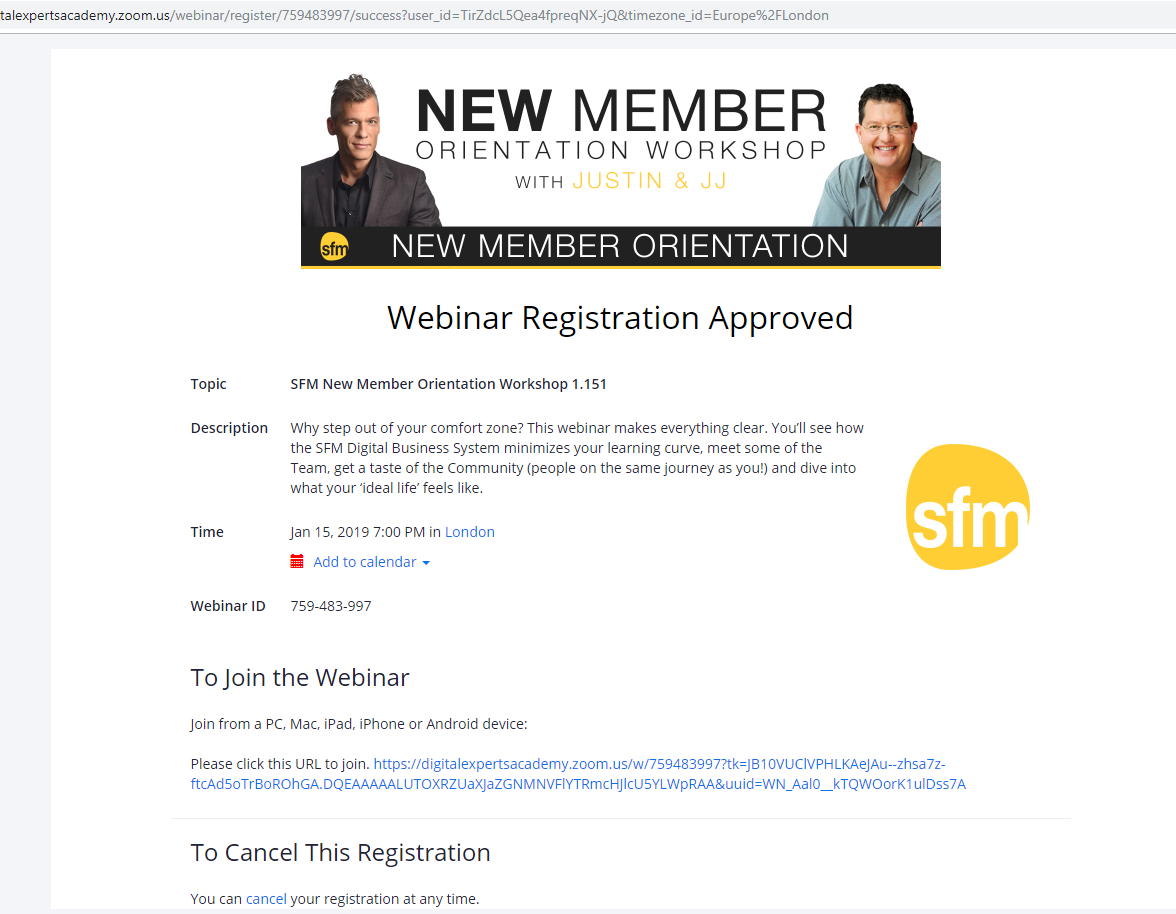 talexpertsacademy.zoom.us/webinar/register/759483997/success?user_id=TirZdcL5Qea4fpreqNX-jQ&timezone_id=Europe%2FLondon
NEW MEMBER
ORIENTATION WORKSHOP
WITH JUSTIN & JJ
sfm NEW MEMBER ORIENTATION
Webinar Registration Approved
Topic SFM New Member Orientation Workshop 1.151
Description Why step out of your comfort zone? This webinar makes everything clear. You'll see how
the SFM Digital Business System minimizes your learning curve, meet some of the
Team, get a taste of the Community (people on the same journey as you!) and dive into
what your ‘ideal life’ feels like.
sfm
Time Jan 15, 2019 7:00 PM in London
Add to calendar
Webinar ID 759-483-997
To Join the Webinar
Join from a PC, Mac, iPad, iPhone or Android device:
Please click this URL to join. https://digitalexpertsacademy.zoom.us/w/759483997?tk=JB10VUClVPHLKAeJAu--zhsa7z-
ftcAd5oTrBoROhGA.DQEAAAAALUTOXRZUaXJaZGNMNVFlYTRmcHJlcU5YLWpRAA&uuid=WN_Aal0__kTQWOorK1ulDss7A
To Cancel This Registration
You can cancel your registration at any time.